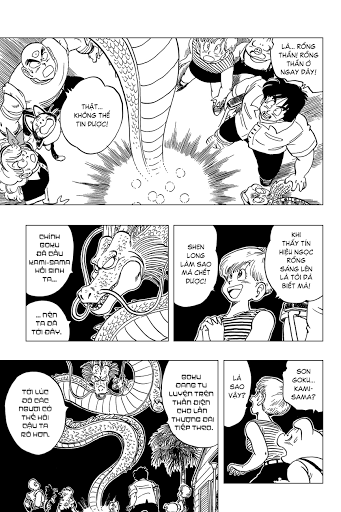 LÀ... RỒNG
THẦN! RỒNG
THẦN Ở
NGAY ĐÂY!
THẬT...
KHÔNG THỂ
TIN ĐƯỢC!
KHI
THẤY TÍN
HIỆU NGỌC
RỒNG
SÁNG LÊN
LÀ TÔI ĐÃ
BIẾT MÀ!
SHEN
LONG
LÀM SAO
MÀ CHẾT
ĐƯỢC!
CHÍNH
GOKU
ĐÃ CẦU
KAMI-SAMA
HỒI SINH
TA...
... NÊN
TA ĐÃ
TỚI ĐÂY.
SON
GOKU...
KAMI-
SAMA?
LÀ
SAO
VẬY?
GOKU
ĐANG TU
LUYỆN TRÊN
THẦN ĐIỆN
CHO LẦN
THƯỢNG ĐÀI
TIẾP THEO.
TỚI LÚC
ĐÓ CÁC
NGƯƠI CÓ
THỂ HỎI
CẬU TA
RÕ HƠN.